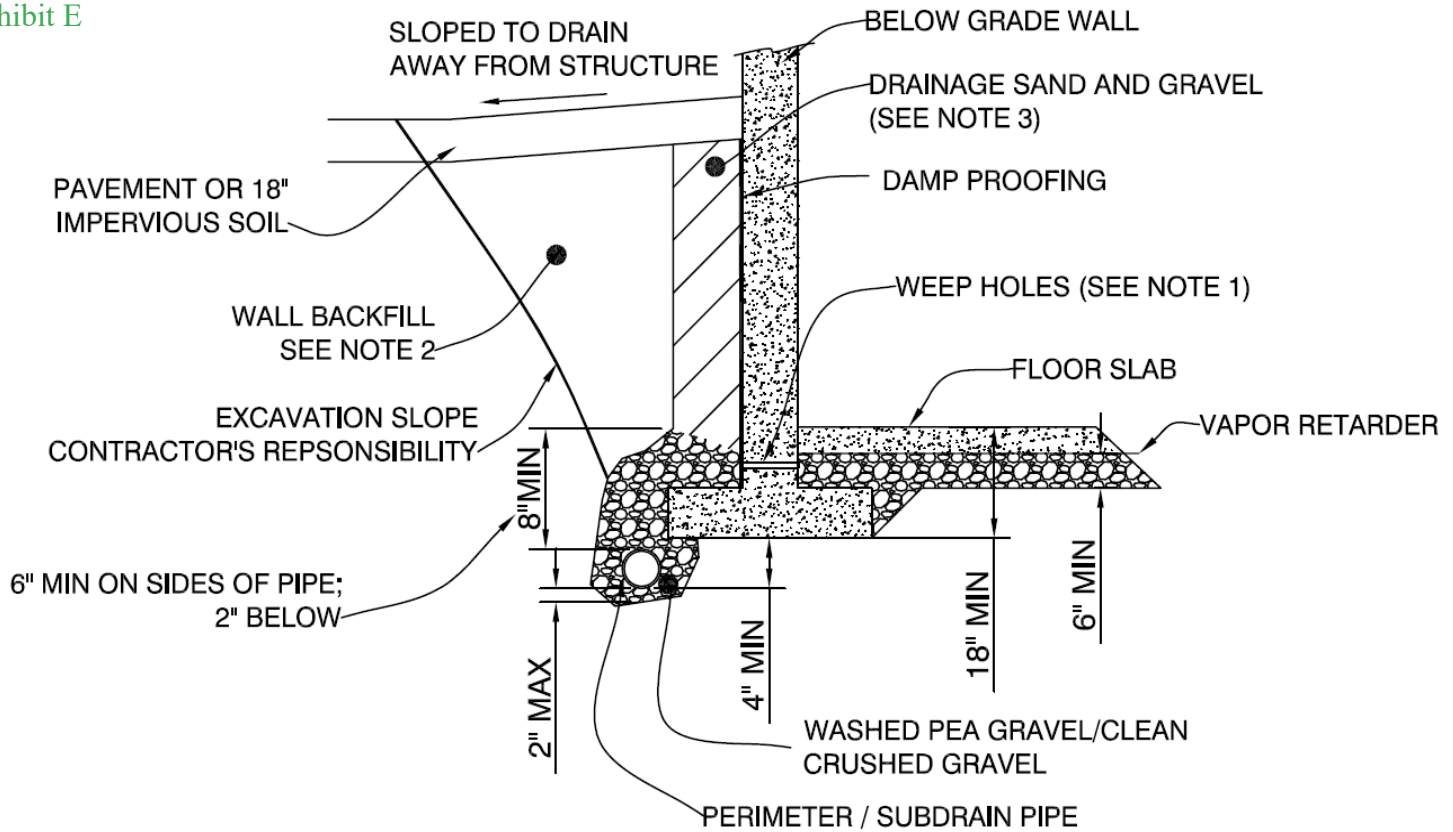 hibit E
SLOPED TO DRAIN
AWAY FROM STRUCTURE
BELOW GRADE WALL
DRAINAGE SAND AND GRAVEL
(SEE NOTE 3)
DAMP PROOFING
PAVEMENT OR 18"
IMPERVIOUS SOIL
WEEP HOLES (SEE NOTE 1)
WALL BACKFILL
SEE NOTE 2
FLOOR SLAB
EXCAVATION SLOPE
CONTRACTOR'S REPSONSIBILITY
VAPOR RETARDER
8"MIN
6" MIN ON SIDES OF PIPE;
2" BELOW
2" MAX
4" MIN
18" MIN
6" MIN
WASHED PEA GRAVEL/CLEAN
CRUSHED GRAVEL
PERIMETER / SUBDRAIN PIPE